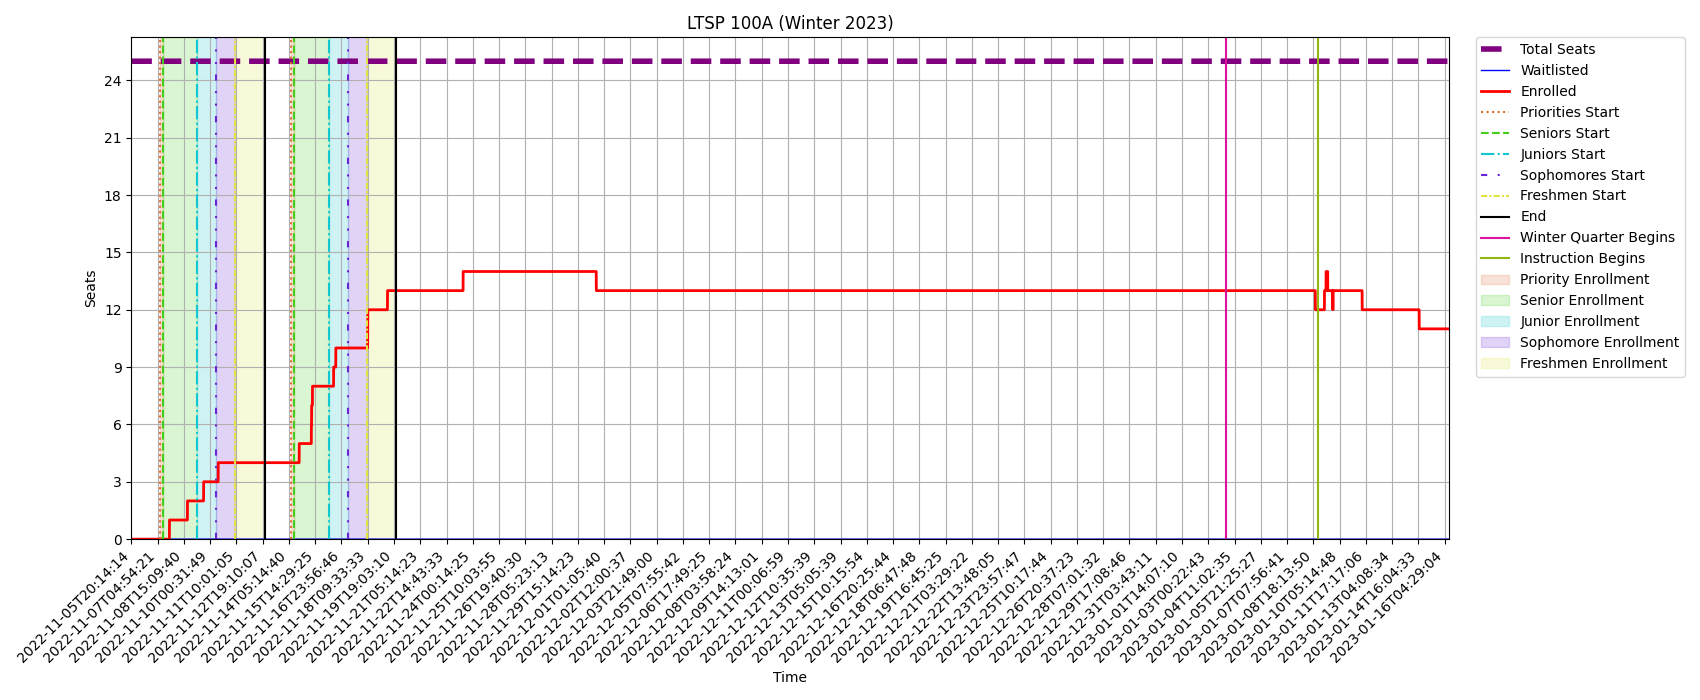 LTSP 100A (Winter 2023)
Seats
24
21
18
15
12
9
6
3
0
2022-11-05T20:14:14
2022-11-07T04:54:21
2022-11-08T15:09:40
2022-11-10T00:31:49
2022-11-11T10:01:05
2022-11-12T19:10:07
2022-11-14T05:14:40
2022-11-15T14:29:25
2022-11-16T23:56:46
2022-11-18T09:33:33
2022-11-19T19:03:10
2022-11-21T05:14:23
2022-11-22T14:43:33
2022-11-24T00:14:25
2022-11-25T10:03:55
2022-11-26T19:40:30
2022-11-28T05:23:13
2022-11-29T15:14:23
2022-12-01T01:05:40
2022-12-02T12:00:37
2022-12-03T21:49:00
2022-12-05T07:55:42
2022-12-06T17:49:25
2022-12-08T03:58:24
2022-12-09T14:13:01
2022-12-11T00:06:59
2022-12-12T10:35:39
2022-12-13T05:05:39
2022-12-15T10:15:54
2022-12-16T20:25:44
2022-12-18T06:47:48
2022-12-19T16:45:25
2022-12-21T03:29:22
2022-12-22T13:48:05
2022-12-23T23:57:47
2022-12-25T10:17:44
2022-12-26T20:37:23
2022-12-28T07:01:32
2022-12-29T17:08:46
2022-12-31T03:43:11
2023-01-01T14:07:10
2023-01-03T00:22:43
2023-01-04T11:02:35
2023-01-05T21:25:27
2023-01-07T07:56:41
2023-01-08T18:13:50
2023-01-10T05:14:48
2023-01-11T17:17:06
2023-01-13T04:08:34
2023-01-14T16:04:33
2023-01-16T04:29:04
Time
Total Seats
Waitlisted
Enrolled
Priorities Start
Seniors Start
Juniors Start
Sophomores Start
Freshmen Start
End
Winter Quarter Begins
Instruction Begins
Priority Enrollment
Senior Enrollment
Junior Enrollment
Sophomore Enrollment
Freshmen Enrollment